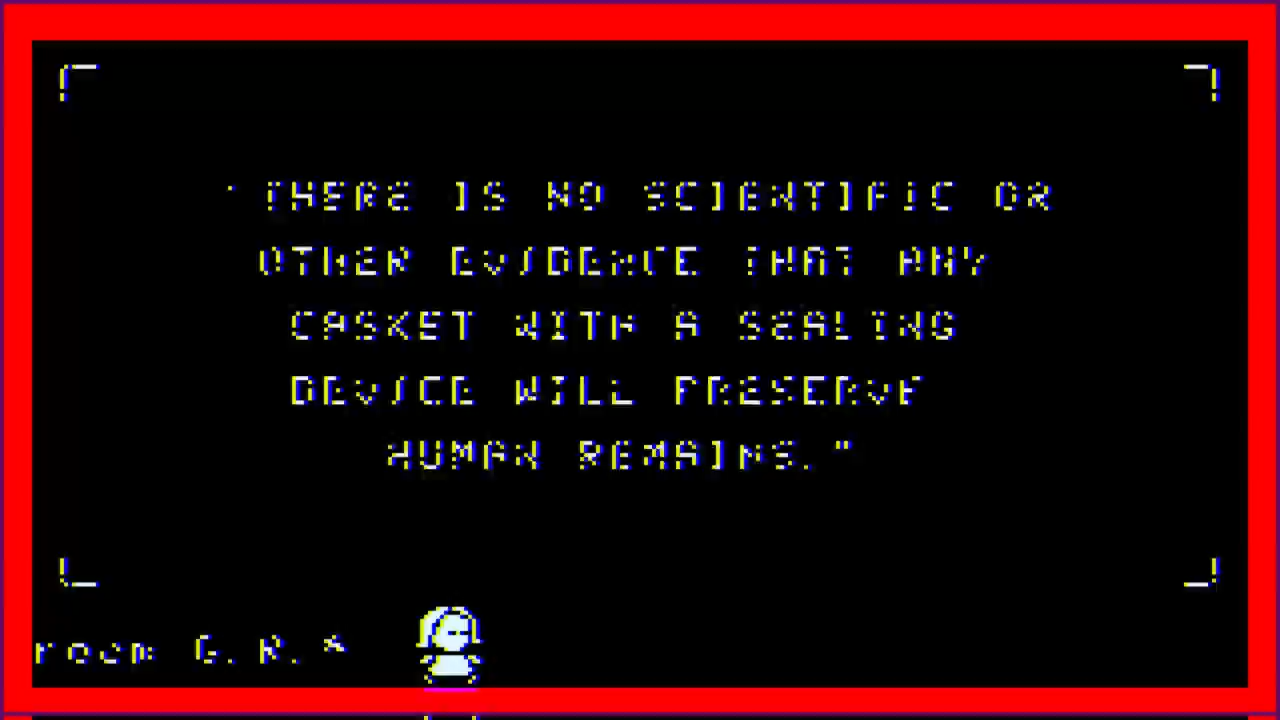 "THERE IS NO SCIENTIFIC OR
OTHER EVIDENCE THAT ANY
CASKET WITH A SEALING
DEVICE WILL PRESERVE
HUMAN REMAINS."
room G.R.^